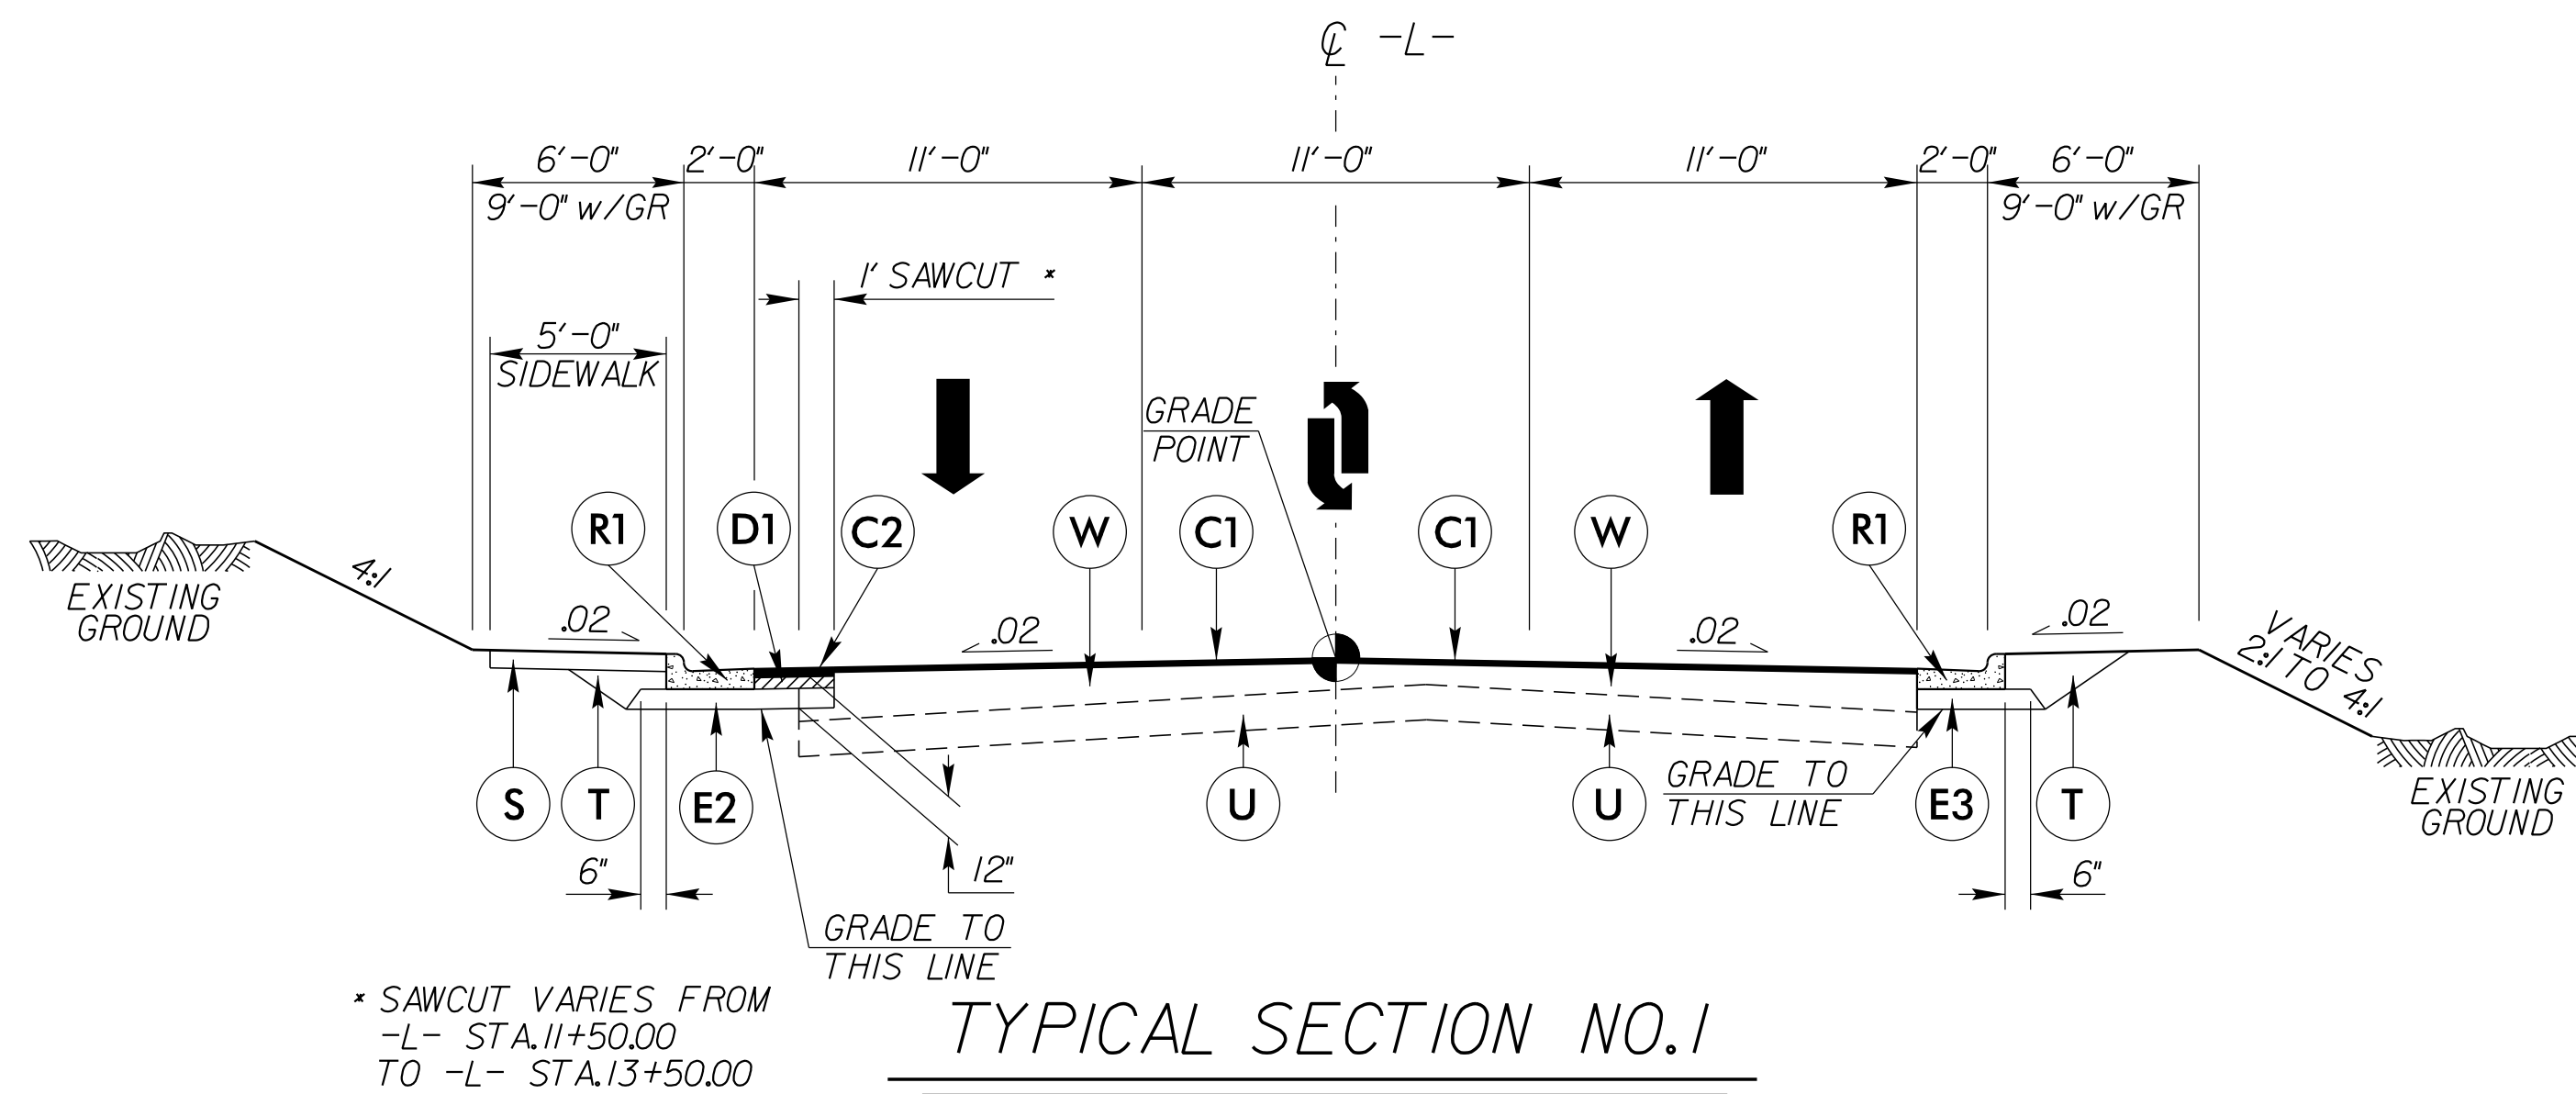 ℄ -L-
6'-0" 2'-0" 11'-0" 11'-0" 11'-0" 2'-0" 6'-0"
9'-0" w/GR 9'-0" w/GR
1' SAWCUT *
5'-0"
SIDEWALK
GRADE
POINT
R1 D1 C2 W C1 C1 W R1
4:1
EXISTING
GROUND
.02 .02 .02 .02
VARIES
2:1 TO 4:1
S T E2 U U E3 T
GRADE TO
THIS LINE
EXISTING
GROUND
6" 12" 6"
GRADE TO
THIS LINE
* SAWCUT VARIES FROM
-L- STA.11+50.00
TO -L- STA.13+50.00
TYPICAL SECTION NO.1